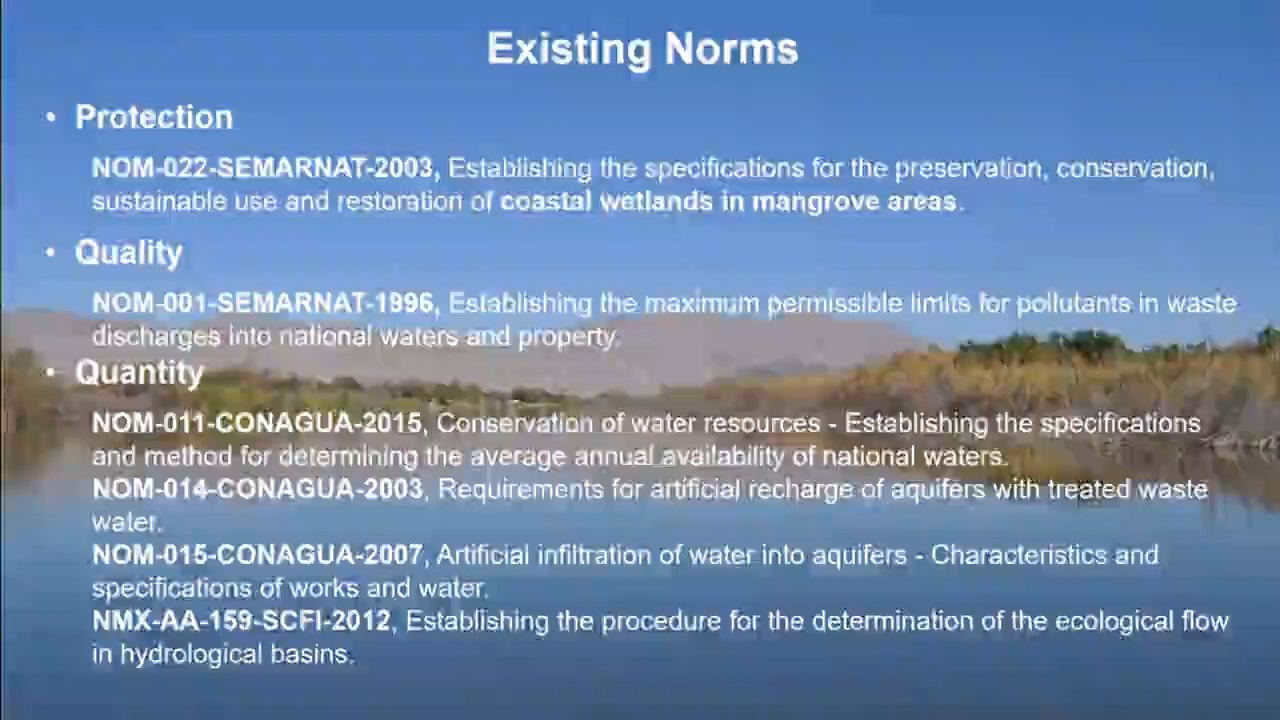 Existing Norms
• Protection
NOM-022-SEMARNAT-2003, Establishing the specifications for the preservation, conservation,
sustainable use and restoration of coastal wetlands in mangrove areas.
• Quality
NOM-001-SEMARNAT-1996, Establishing the maximum permissible limits for pollutants in waste
discharges into national waters and property.
• Quantity
NOM-011-CONAGUA-2015, Conservation of water resources - Establishing the specifications
and method for determining the average annual availability of national waters.
NOM-014-CONAGUA-2003, Requirements for artificial recharge of aquifers with treated waste
water.
NOM-015-CONAGUA-2007, Artificial infiltration of water into aquifers - Characteristics and
specifications of works and water.
NMX-AA-159-SCFI-2012, Establishing the procedure for the determination of the ecological flow
in hydrological basins.